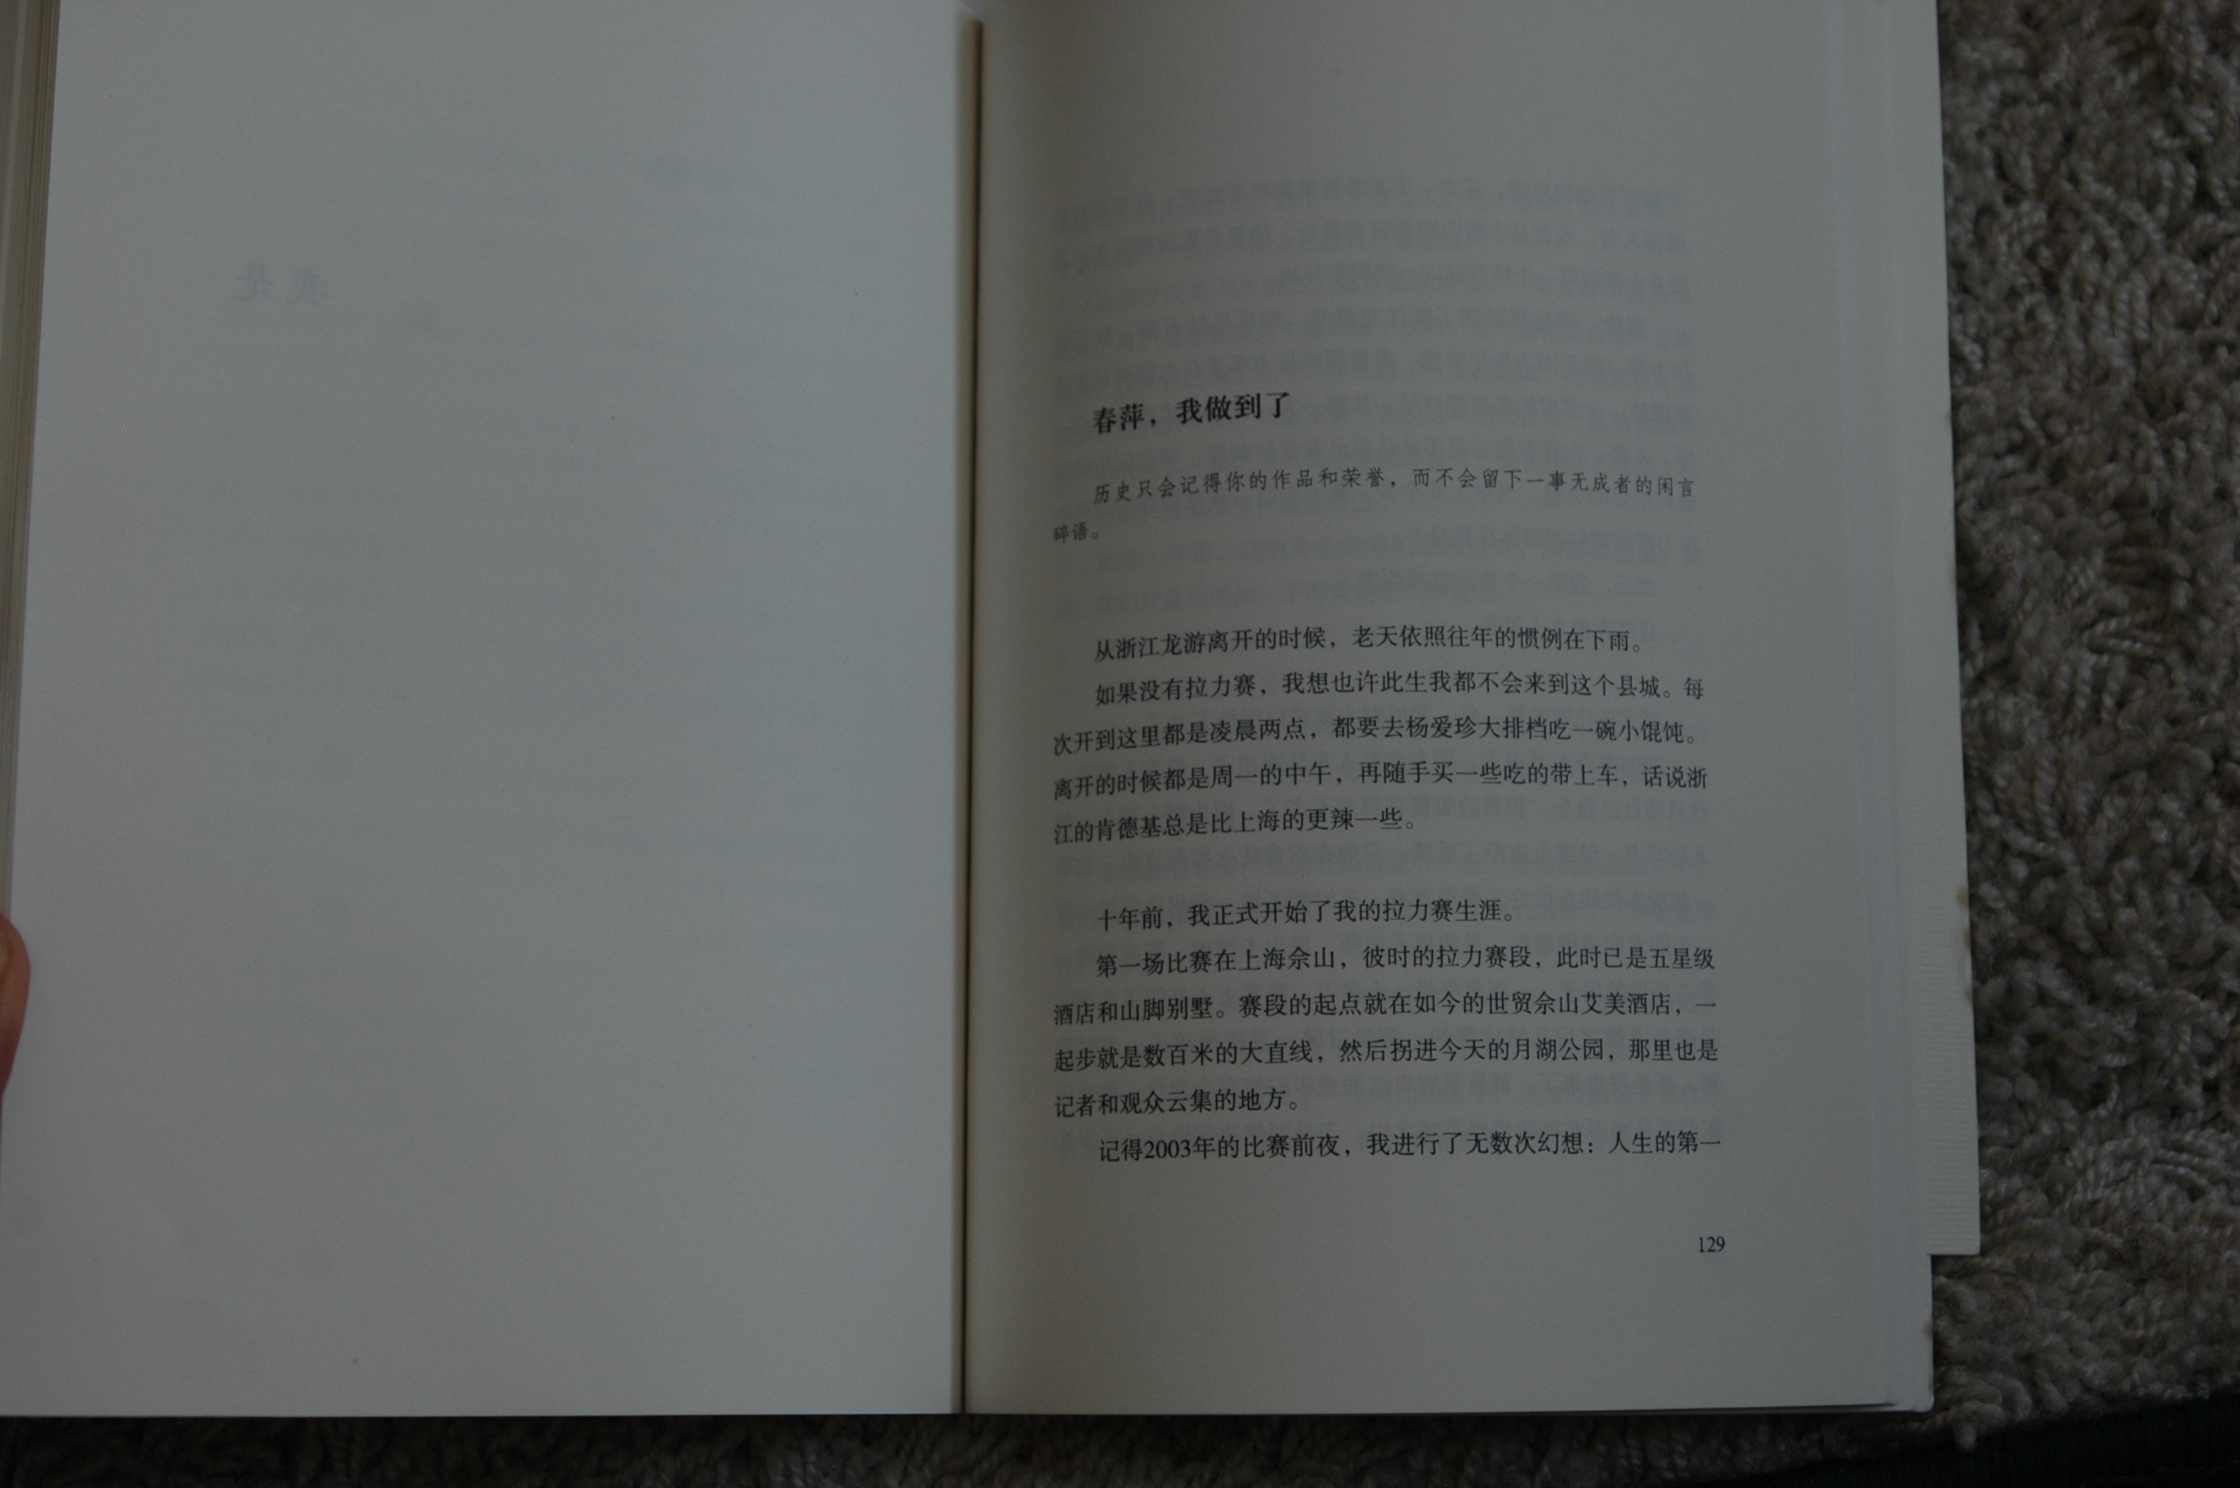 春萍，我做到了
历史只会记得你的作品和荣誉，而不会留下一事无成者的闲言
碎语。
从浙江龙游离开的时候，老天依照往年的惯例在下雨。
如果没有拉力赛，我想也许此生我都不会来到这个县城。每
次开到这里都是凌晨两点，都要去杨爱珍大排档吃一碗小馄饨。
离开的时候都是周一的中午，再随手买一些吃的带上车，话说浙
江的肯德基总是比上海的更辣一些。
十年前，我正式开始了我的拉力赛生涯。
第一场比赛在上海佘山，彼时的拉力赛段，此时已是五星级
酒店和山脚别墅。赛段的起点就在如今的世贸佘山艾美酒店，一
起步就是数百米的大直线，然后拐进今天的月湖公园，那里也是
记者和观众云集的地方。
记得2003年的比赛前夜，我进行了无数次幻想：人生的第一
129